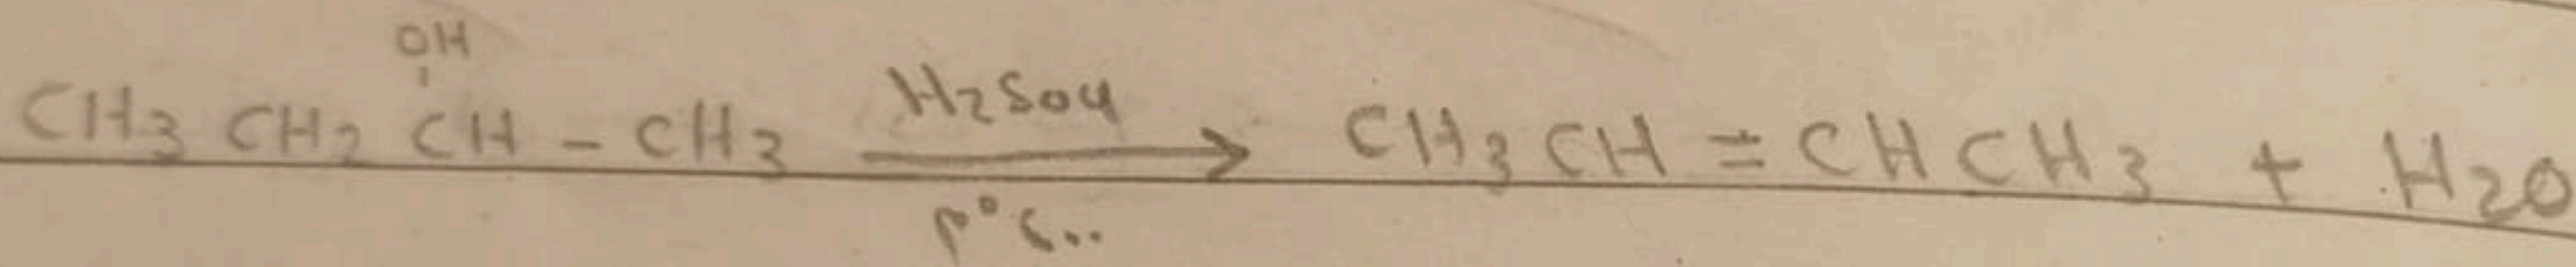 OH
CH3 CH2 CH - CH3 H2SO4 → CH3 CH = CH CH3 + H2O